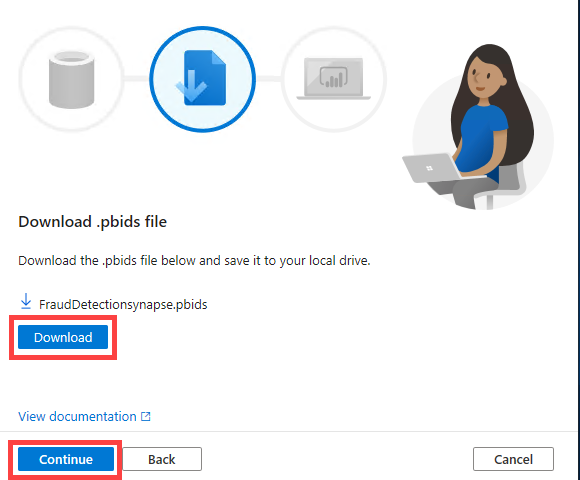 Download .pbids file
Download the .pbids file below and save it to your local drive.
FraudDetectionsynapse.pbids
Download
View documentation
Continue
Back
Cancel